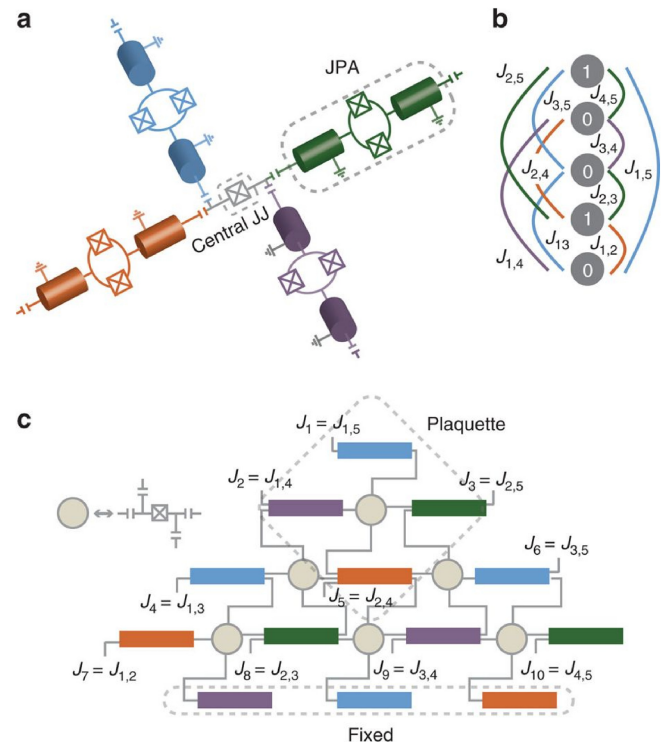 a
JPA
Central JJ
b
1
0
0
1
0
J2,5
J3,5
J4,5
J3,4
J2,4
J1,5
J2,3
J13
J1,2
J1,4
c
J1 = J1,5
Plaquette
J2 = J1,4
J3 = J2,5
J6 = J3,5
J4 = J1,3
J5 = J2,4
J7 = J1,2
J8 = J2,3
J9 = J3,4
J10 = J4,5
Fixed